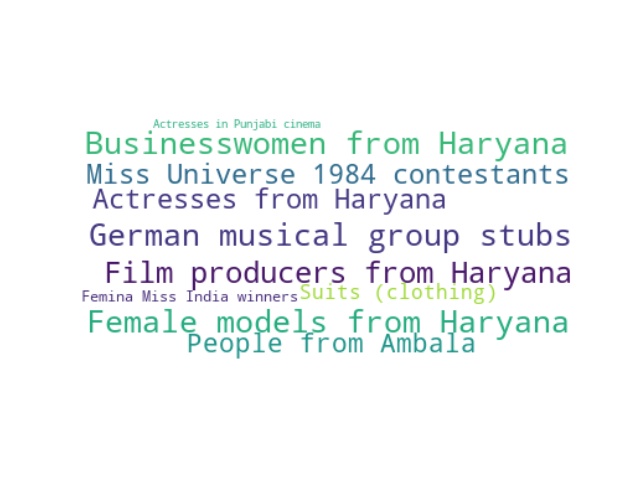 Actresses in Punjabi cinema
Businesswomen from Haryana
Miss Universe 1984 contestants
Actresses from Haryana
German musical group stubs
Film producers from Haryana
Femina Miss India winners
Suits (clothing)
Female models from Haryana
People from Ambala